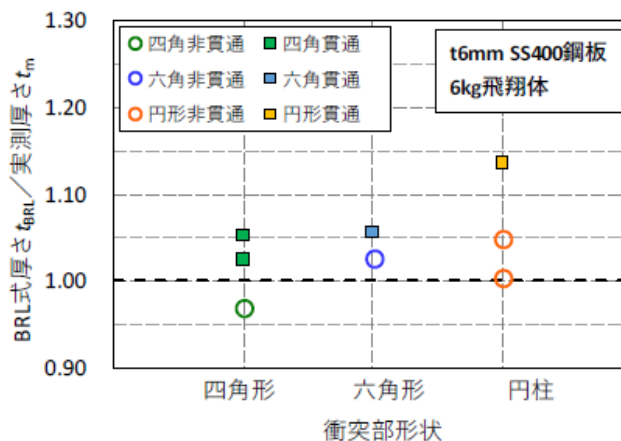 四角非貫通 四角貫通
六角非貫通 六角貫通
円形非貫通 円形貫通
t6mm SS400鋼板
6kg飛翔体
BRL式厚さtBRL／実測厚さtm
1.30
1.20
1.10
1.00
0.90
四角形 六角形 円柱
衝突部形状